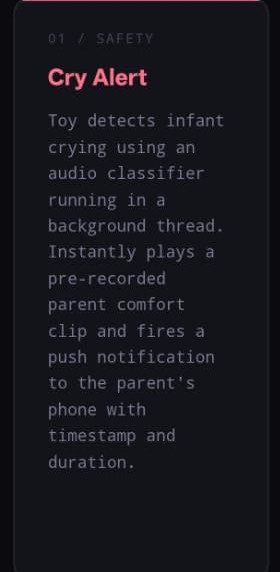 01 / SAFETY
Cry Alert
Toy detects infant
crying using an
audio classifier
running in a
background thread.
Instantly plays a
pre-recorded
parent comfort
clip and fires a
push notification
to the parent's
phone with
timestamp and
duration.